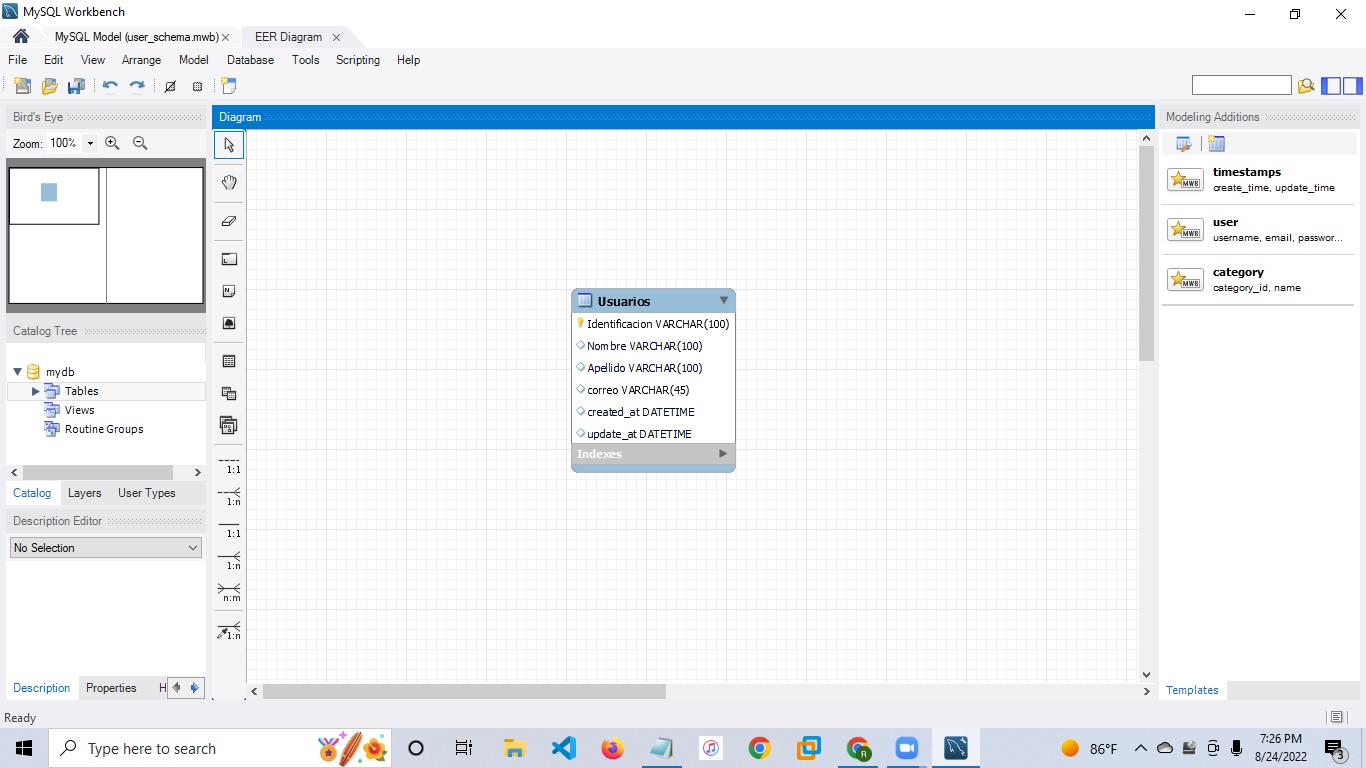 MySQL Workbench
MySQL Model (user_schema.mwb)
EER Diagram
File Edit View Arrange Model Database Tools Scripting Help
Bird's Eye
Zoom: 100%
Catalog Tree
mydb
Tables
Views
Routine Groups
Catalog Layers User Types
Description Editor
No Selection
Description Properties H
Ready
Diagram
1:1
1:n
1:1
1:n
n:m
1:n
Usuarios
Identificacion VARCHAR(100)
Nombre VARCHAR(100)
Apellido VARCHAR(100)
correo VARCHAR(45)
created_at DATETIME
update_at DATETIME
Indexes
Modeling Additions
MWB
timestamps
create_time, update_time
MWB
user
username, email, passwor...
MWB
category
category_id, name
Templates
Type here to search
R
86°F
7:26 PM
8/24/2022
3